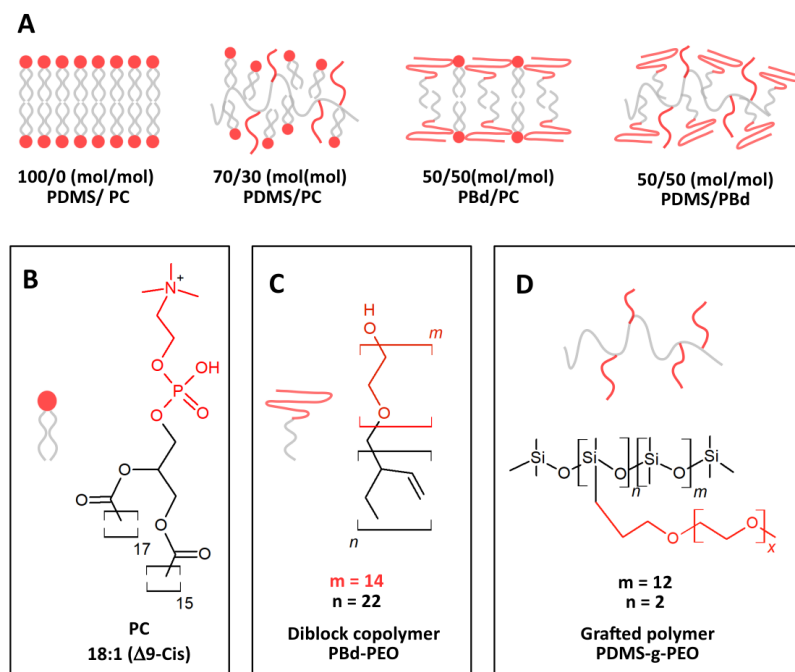 A
100/0 (mol/mol)
PDMS/ PC
70/30 (mol(mol)
PDMS/PC
50/50(mol/mol)
PBd/PC
50/50 (mol/mol)
PDMS/PBd
B
N
+
O
OH
P
O
O
O
O
O
O
17
15
PC
18:1 (Δ9-Cis)
C
H
O
m
O
n
m = 14
n = 22
Diblock copolymer
PBd-PEO
D
Si O Si O Si O Si
n m
O O
x
m = 12
n = 2
Grafted polymer
PDMS-g-PEO